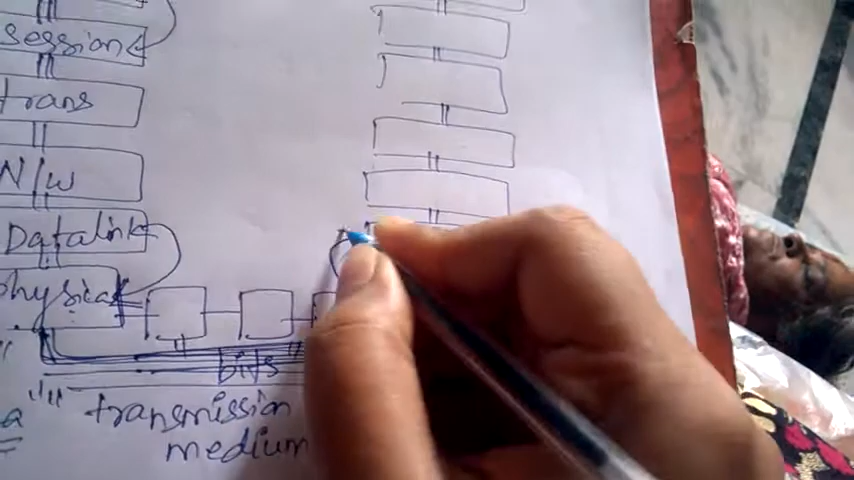 session
trans
N/W
Datalink
physical
bits
transmission
medium